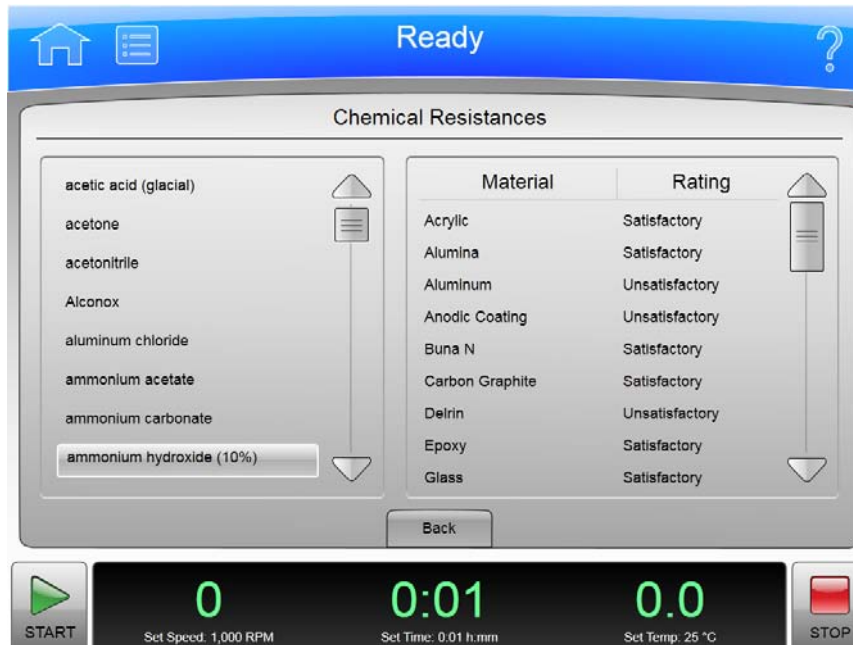 Ready
?
Chemical Resistances
acetic acid (glacial)
acetone
acetonitrile
Alconox
aluminum chloride
ammonium acetate
ammonium carbonate
ammonium hydroxide (10%)
Material Rating
Acrylic Satisfactory
Alumina Satisfactory
Aluminum Unsatisfactory
Anodic Coating Unsatisfactory
Buna N Satisfactory
Carbon Graphite Satisfactory
Delrin Unsatisfactory
Epoxy Satisfactory
Glass Satisfactory
Back
START
0
Set Speed: 1,000 RPM
0:01
Set Time: 0:01 h:mm
0.0
Set Temp: 25 °C
STOP